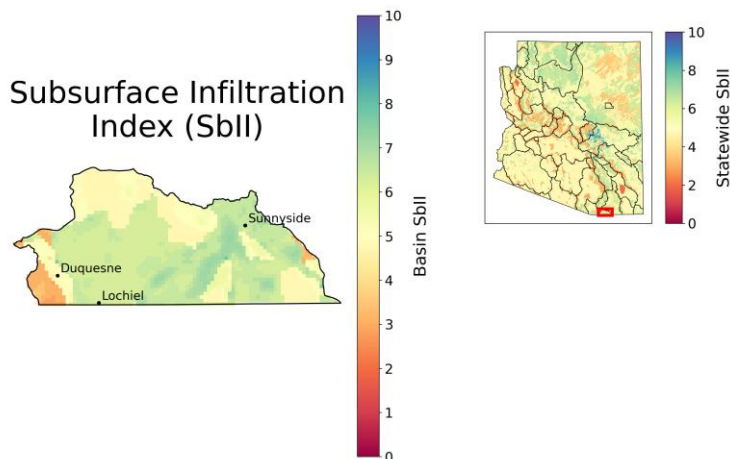 Subsurface Infiltration
Index (SbII)
Sunnyside
Duquesne
Lochiel
10
9
8
7
6
5
4
3
2
1
0
Basin SbII
10
8
6
4
2
0
Statewide SbII